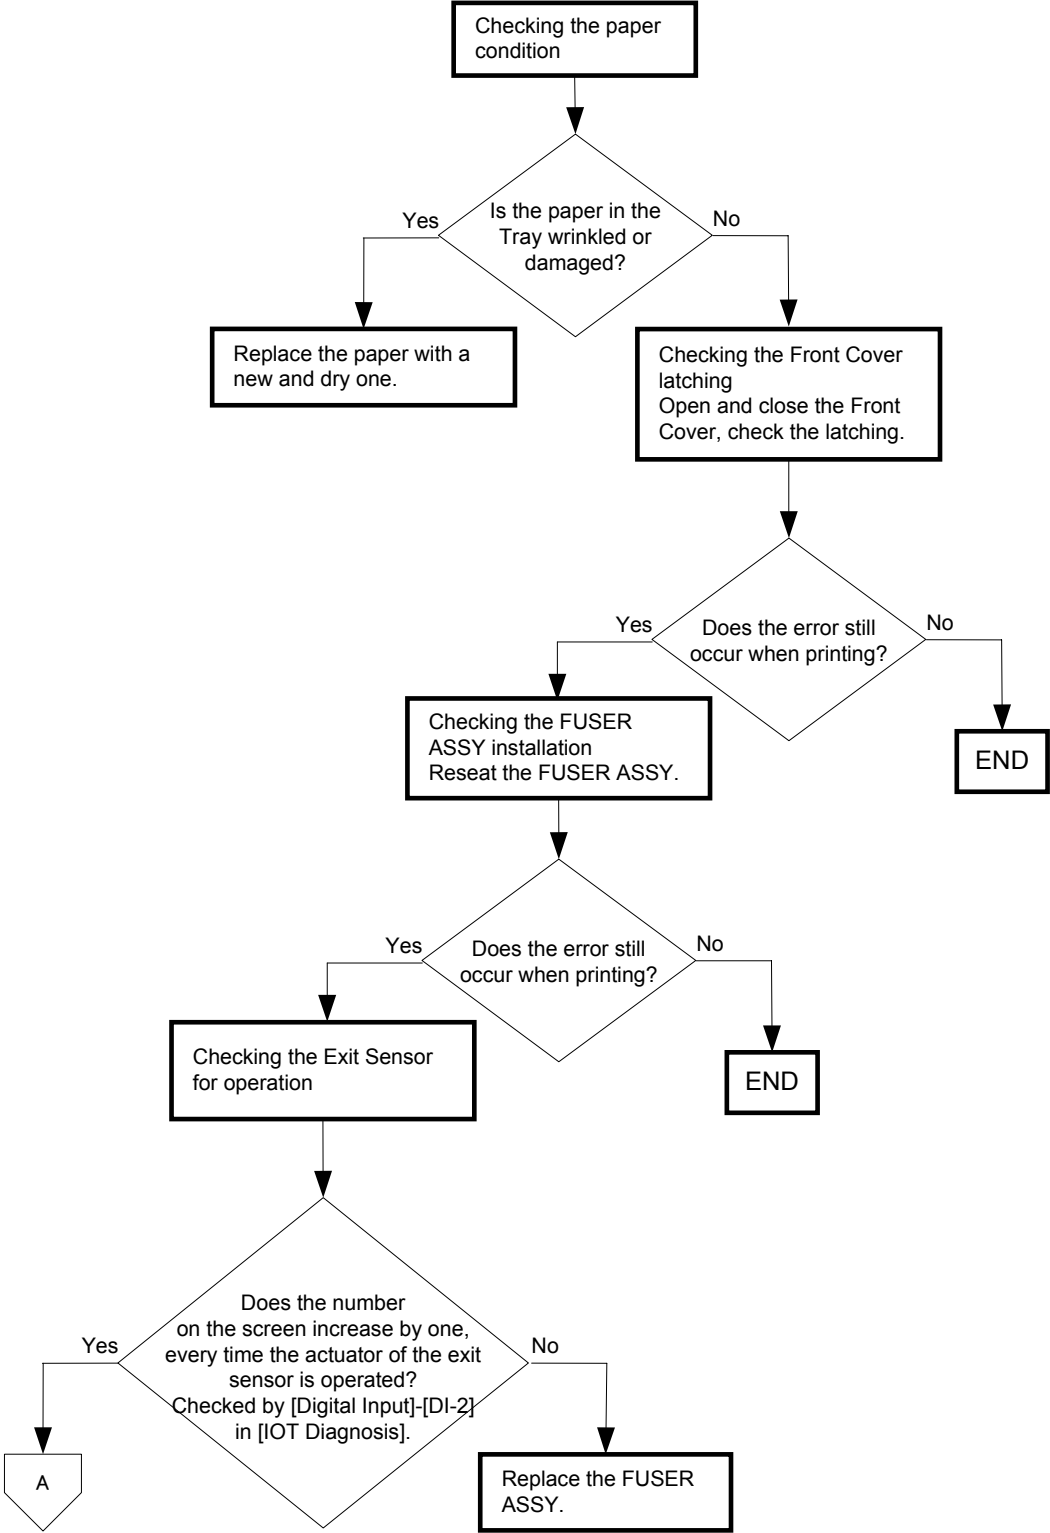 Checking the paper
condition
Is the paper in the
Tray wrinkled or
damaged?
Yes
No
Replace the paper with a
new and dry one.
Checking the Front Cover
latching
Open and close the Front
Cover, check the latching.
Does the error still
occur when printing?
Yes
No
Checking the FUSER
ASSY installation
Reseat the FUSER ASSY.
END
Does the error still
occur when printing?
Yes
No
Checking the Exit Sensor
for operation
END
Does the number
on the screen increase by one,
every time the actuator of the exit
sensor is operated?
Checked by [Digital Input]-[DI-2]
in [IOT Diagnosis].
Yes
No
A
Replace the FUSER
ASSY.